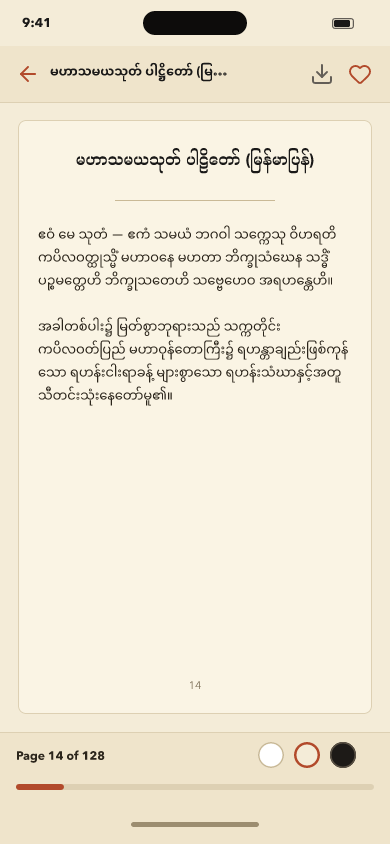 9:41
မဟာသမယသုတ် ပါဠိတော် (မြ...
မဟာသမယသုတ် ပါဠိတော် (မြန်မာပြန်)
ဧဝံ မေ သုတံ — ဧကံ သမယံ ဘဂဝါ သက္ကေသု ဝိဟရတိ
ကပိလဝတ္ထုသ္မိံ မဟာဝနေ မဟတာ ဘိက္ခုသံဃေန သဒ္ဓိံ
ပဉ္စမတ္တေဟိ ဘိက္ခုသတေဟိ သဗ္ဗေဟေဝ အရဟန္တေဟိ။
အခါတစ်ပါး၌ မြတ်စွာဘုရားသည် သက္ကတိုင်း
ကပိလဝတ်ပြည် မဟာဝုန်တောကြီး၌ ရဟန္တာချည်းဖြစ်ကုန်
သော ရဟန်းငါးရာခန့် များစွာသော ရဟန်းသံဃာနှင့်အတူ
သီတင်းသုံးနေတော်မူ၏။
14
Page 14 of 128